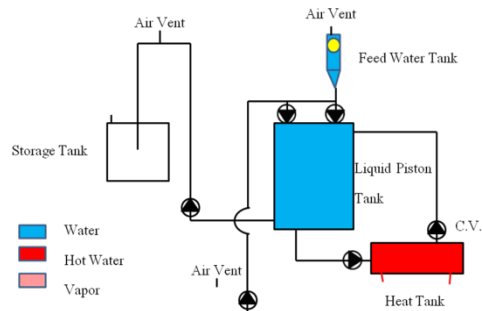 Air Vent
Air Vent
Feed Water Tank
Storage Tank
Liquid Piston
Tank
Water
Hot Water
Vapor
Air Vent
C.V.
Heat Tank